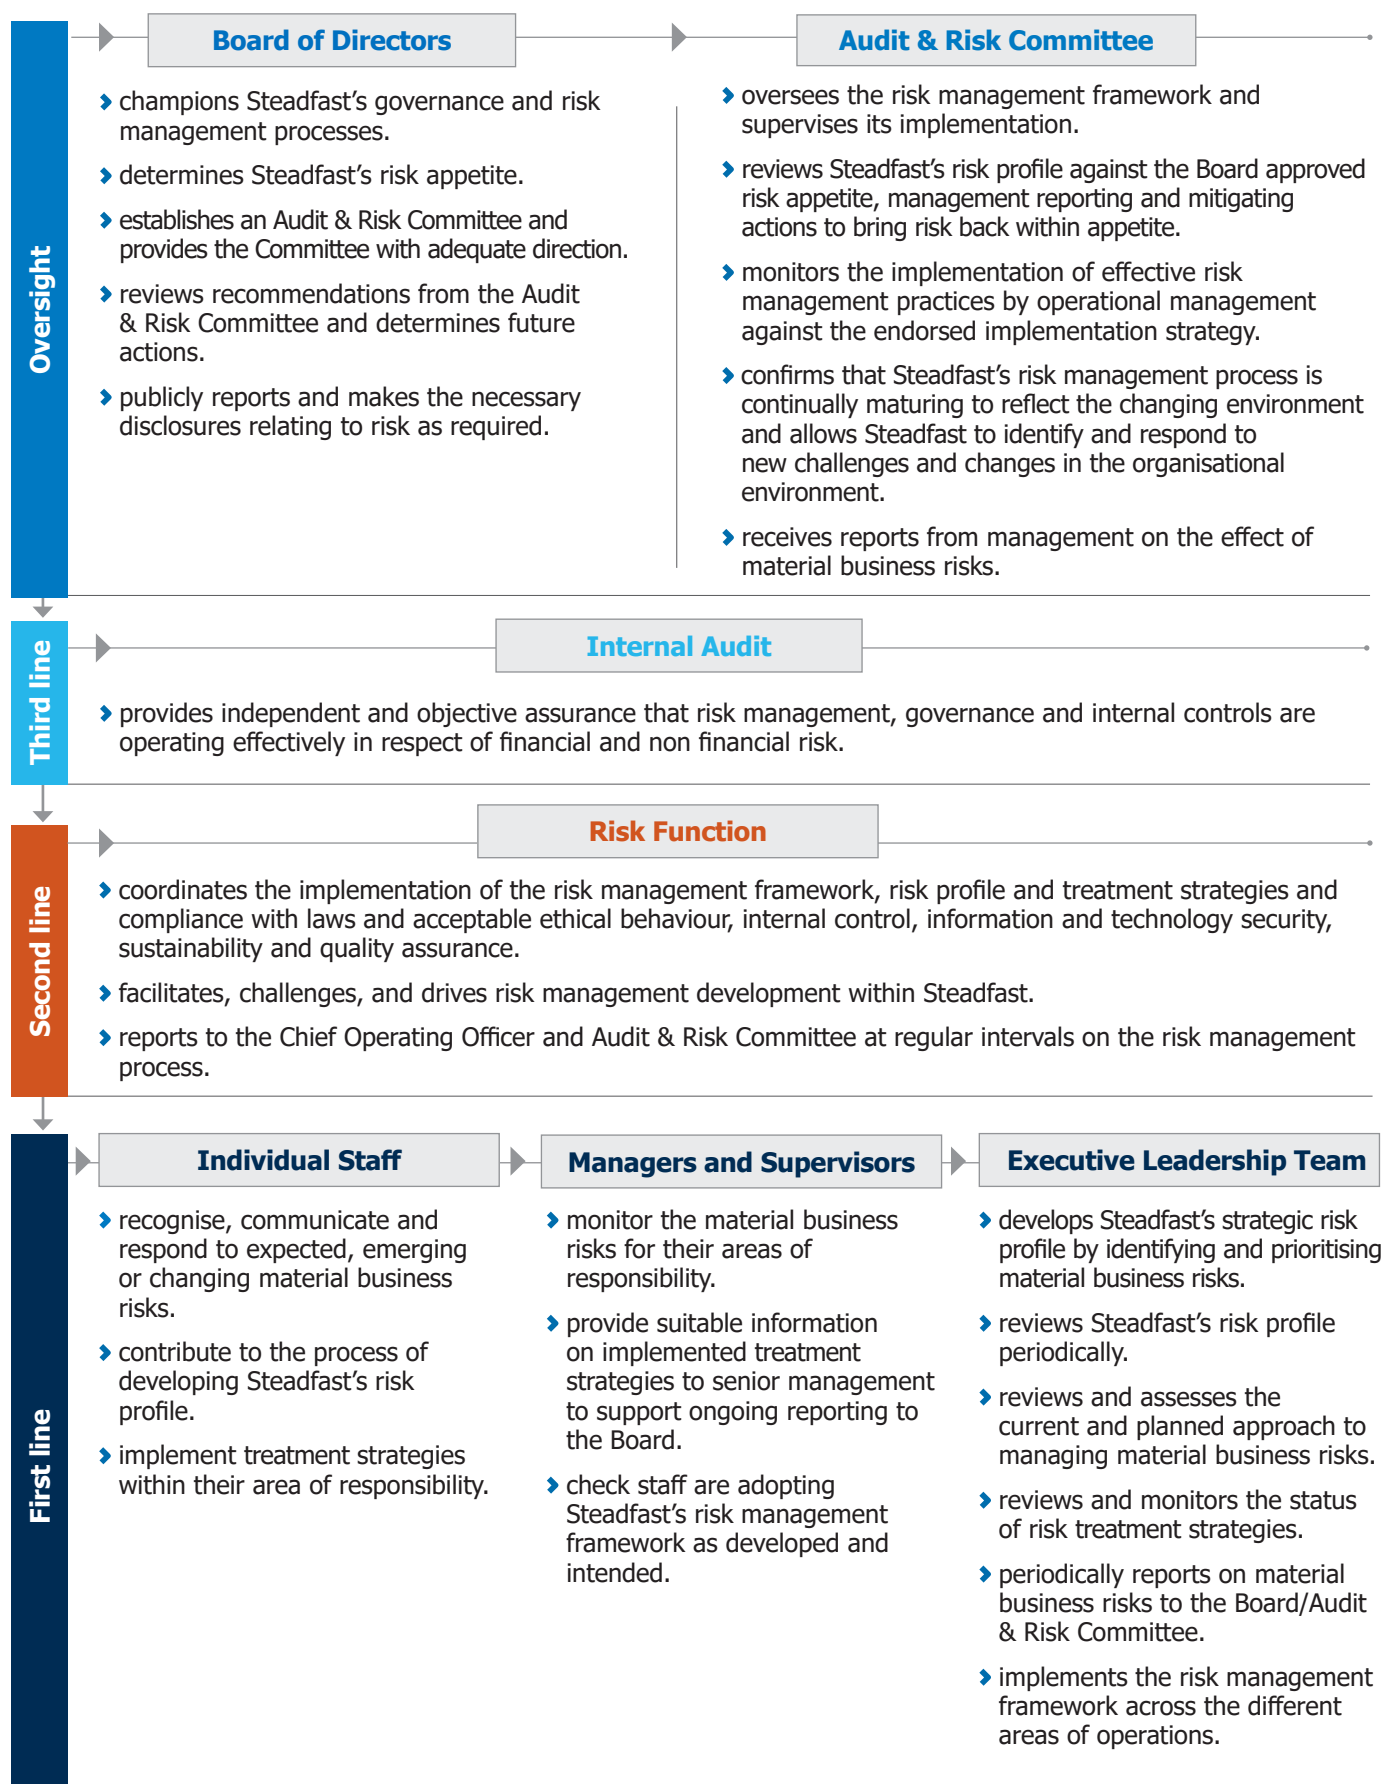 Oversight
Board of Directors
champions Steadfast’s governance and risk
management processes.
determines Steadfast’s risk appetite.
establishes an Audit & Risk Committee and
provides the Committee with adequate direction.
reviews recommendations from the Audit
& Risk Committee and determines future
actions.
publicly reports and makes the necessary
disclosures relating to risk as required.
Audit & Risk Committee
oversees the risk management framework and
supervises its implementation.
reviews Steadfast’s risk profile against the Board approved
risk appetite, management reporting and mitigating
actions to bring risk back within appetite.
monitors the implementation of effective risk
management practices by operational management
against the endorsed implementation strategy.
confirms that Steadfast’s risk management process is
continually maturing to reflect the changing environment
and allows Steadfast to identify and respond to
new challenges and changes in the organisational
environment.
receives reports from management on the effect of
material business risks.
Third line
Internal Audit
provides independent and objective assurance that risk management, governance and internal controls are
operating effectively in respect of financial and non financial risk.
Second line
Risk Function
coordinates the implementation of the risk management framework, risk profile and treatment strategies and
compliance with laws and acceptable ethical behaviour, internal control, information and technology security,
sustainability and quality assurance.
facilitates, challenges, and drives risk management development within Steadfast.
reports to the Chief Operating Officer and Audit & Risk Committee at regular intervals on the risk management
process.
First line
Individual Staff
recognise, communicate and
respond to expected, emerging
or changing material business
risks.
contribute to the process of
developing Steadfast’s risk
profile.
implement treatment strategies
within their area of responsibility.
Managers and Supervisors
monitor the material business
risks for their areas of
responsibility.
provide suitable information
on implemented treatment
strategies to senior management
to support ongoing reporting to
the Board.
check staff are adopting
Steadfast’s risk management
framework as developed and
intended.
Executive Leadership Team
develops Steadfast’s strategic risk
profile by identifying and prioritising
material business risks.
reviews Steadfast’s risk profile
periodically.
reviews and assesses the
current and planned approach to
managing material business risks.
reviews and monitors the status
of risk treatment strategies.
periodically reports on material
business risks to the Board/Audit
& Risk Committee.
implements the risk management
framework across the different
areas of operations.